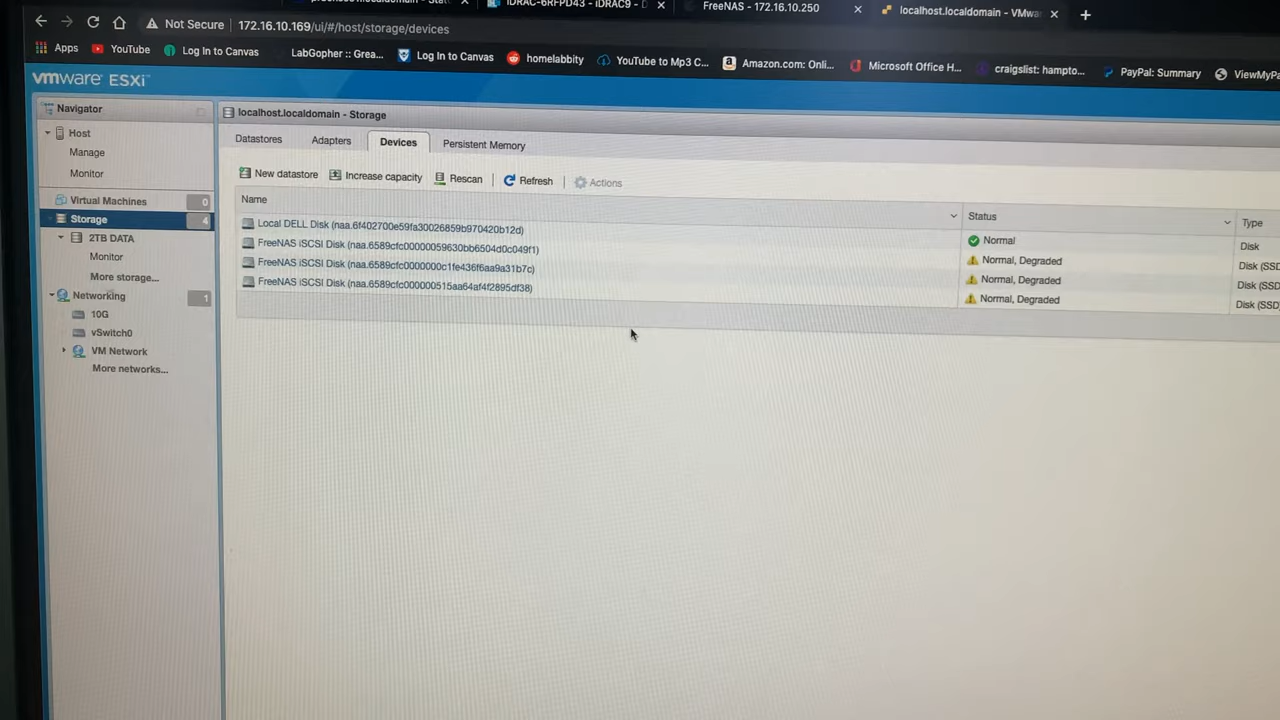 iDRAC-6RFPD43 - iDRAC9 -
FreeNAS - 172.16.10.250
localhost.localdomain - VMwa
Not Secure 172.16.10.169/ui/#/host/storage/devices
Apps YouTube Log In to Canvas LabGopher :: Grea... Log In to Canvas homelabbity YouTube to Mp3 C... Amazon.com: Onli... Microsoft Office H... craigslist: hampto... PayPal: Summary ViewMyPa
vmware ESXi
Navigator
Host
Manage
Monitor
Virtual Machines 0
Storage 4
2TB DATA
Monitor
More storage...
Networking 1
10G
vSwitch0
VM Network
More networks...
localhost.localdomain - Storage
Datastores Adapters Devices Persistent Memory
New datastore Increase capacity Rescan Refresh Actions
Name Status Type
Local DELL Disk (naa.6f402700e59fa30026859b970420b12d) Normal Disk
FreeNAS iSCSI Disk (naa.6589cfc00000059630bb6504d0c049f1) Normal, Degraded Disk (SSD
FreeNAS iSCSI Disk (naa.6589cfc0000000c1fe436f6aa9a31b7c) Normal, Degraded Disk (SSD
FreeNAS iSCSI Disk (naa.6589cfc000000515aa64af4f2895df38) Normal, Degraded Disk (SSD